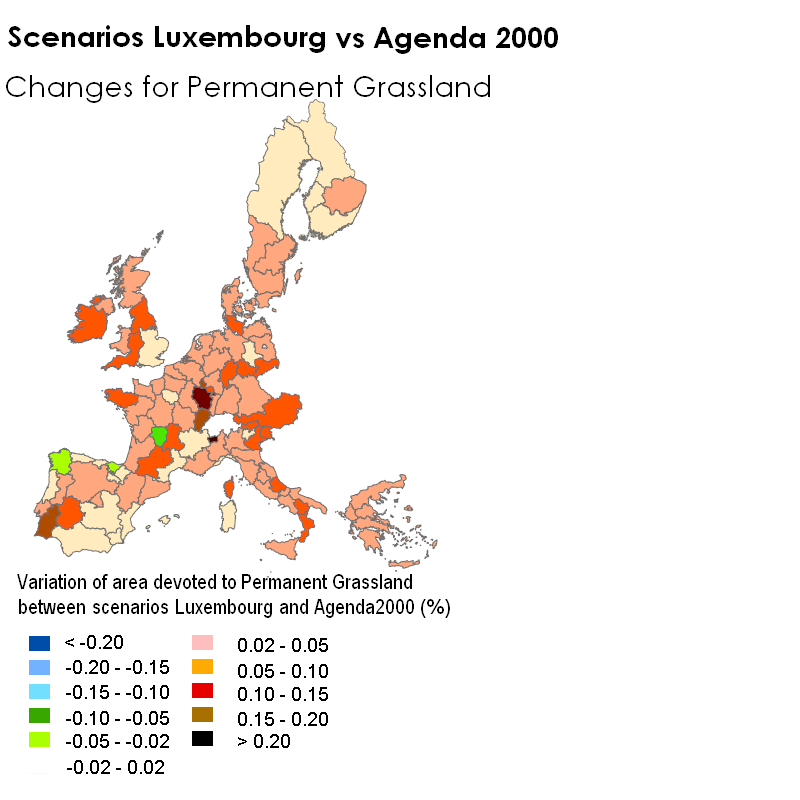 Scenarios Luxembourg vs Agenda 2000
Changes for Permanent Grassland
Variation of area devoted to Permanent Grassland
between scenarios Luxembourg and Agenda2000 (%)
< -0.20
-0.20 - -0.15
-0.15 - -0.10
-0.10 - -0.05
-0.05 - -0.02
-0.02 - 0.02
0.02 - 0.05
0.05 - 0.10
0.10 - 0.15
0.15 - 0.20
> 0.20